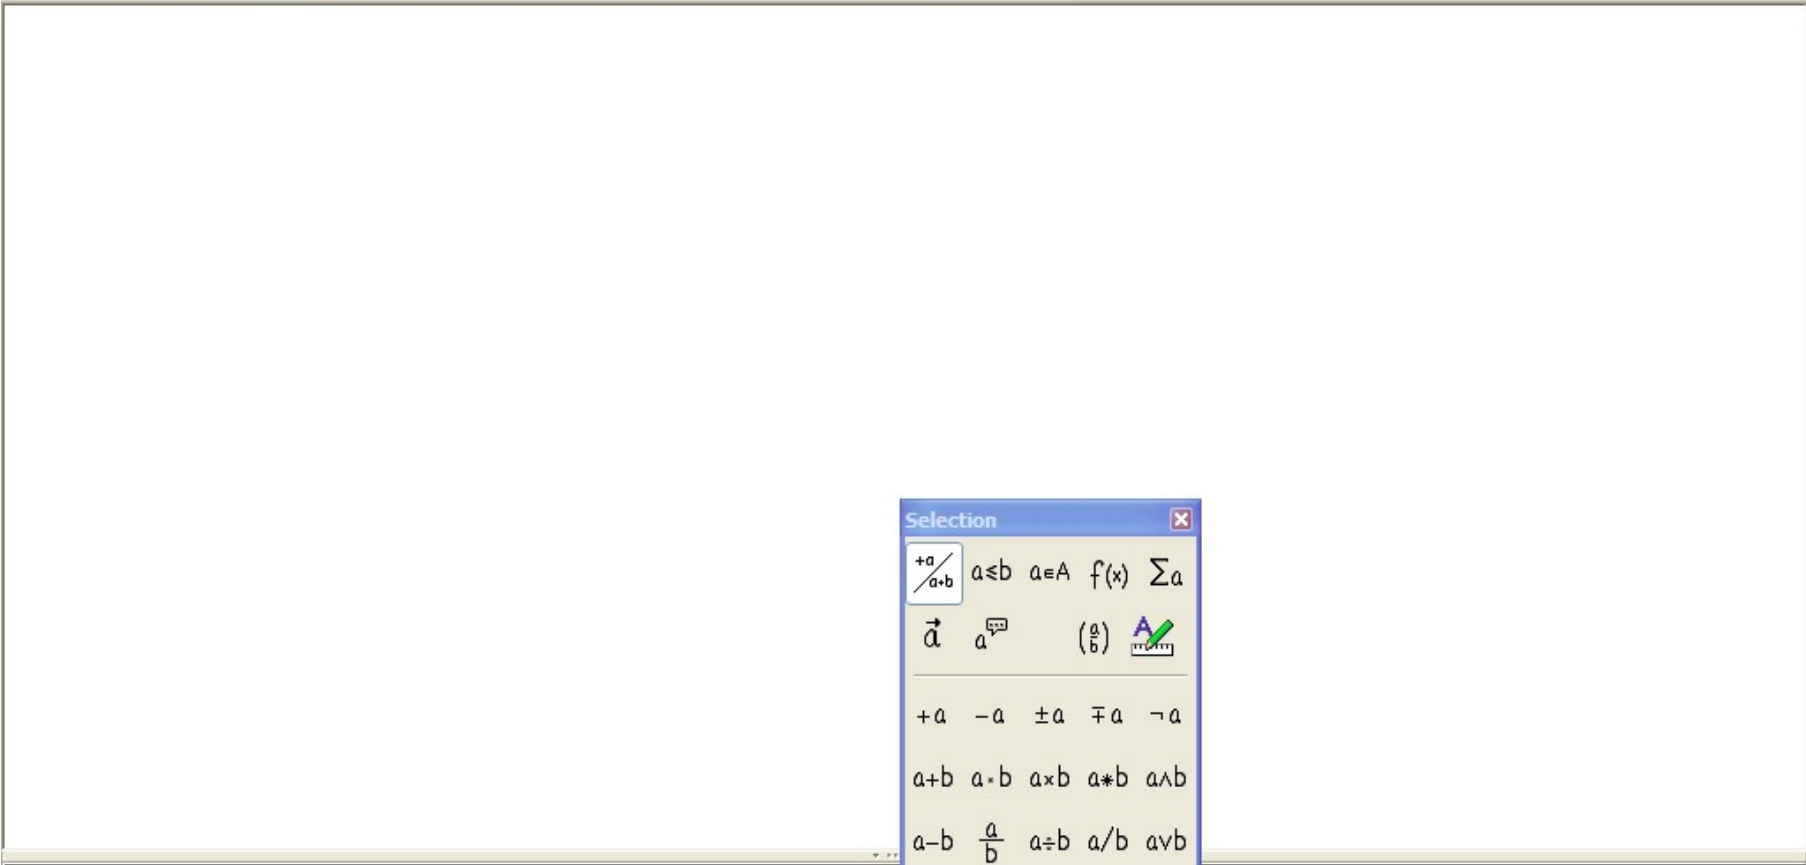 Selection
+a/a+b a≤b a∈A f(x) Σa
a⃗ a (a/b) A
+a −a ±a ∓a ¬a
a+b a·b a×b a∗b a∧b
a−b a/b a÷b a/b a∨b